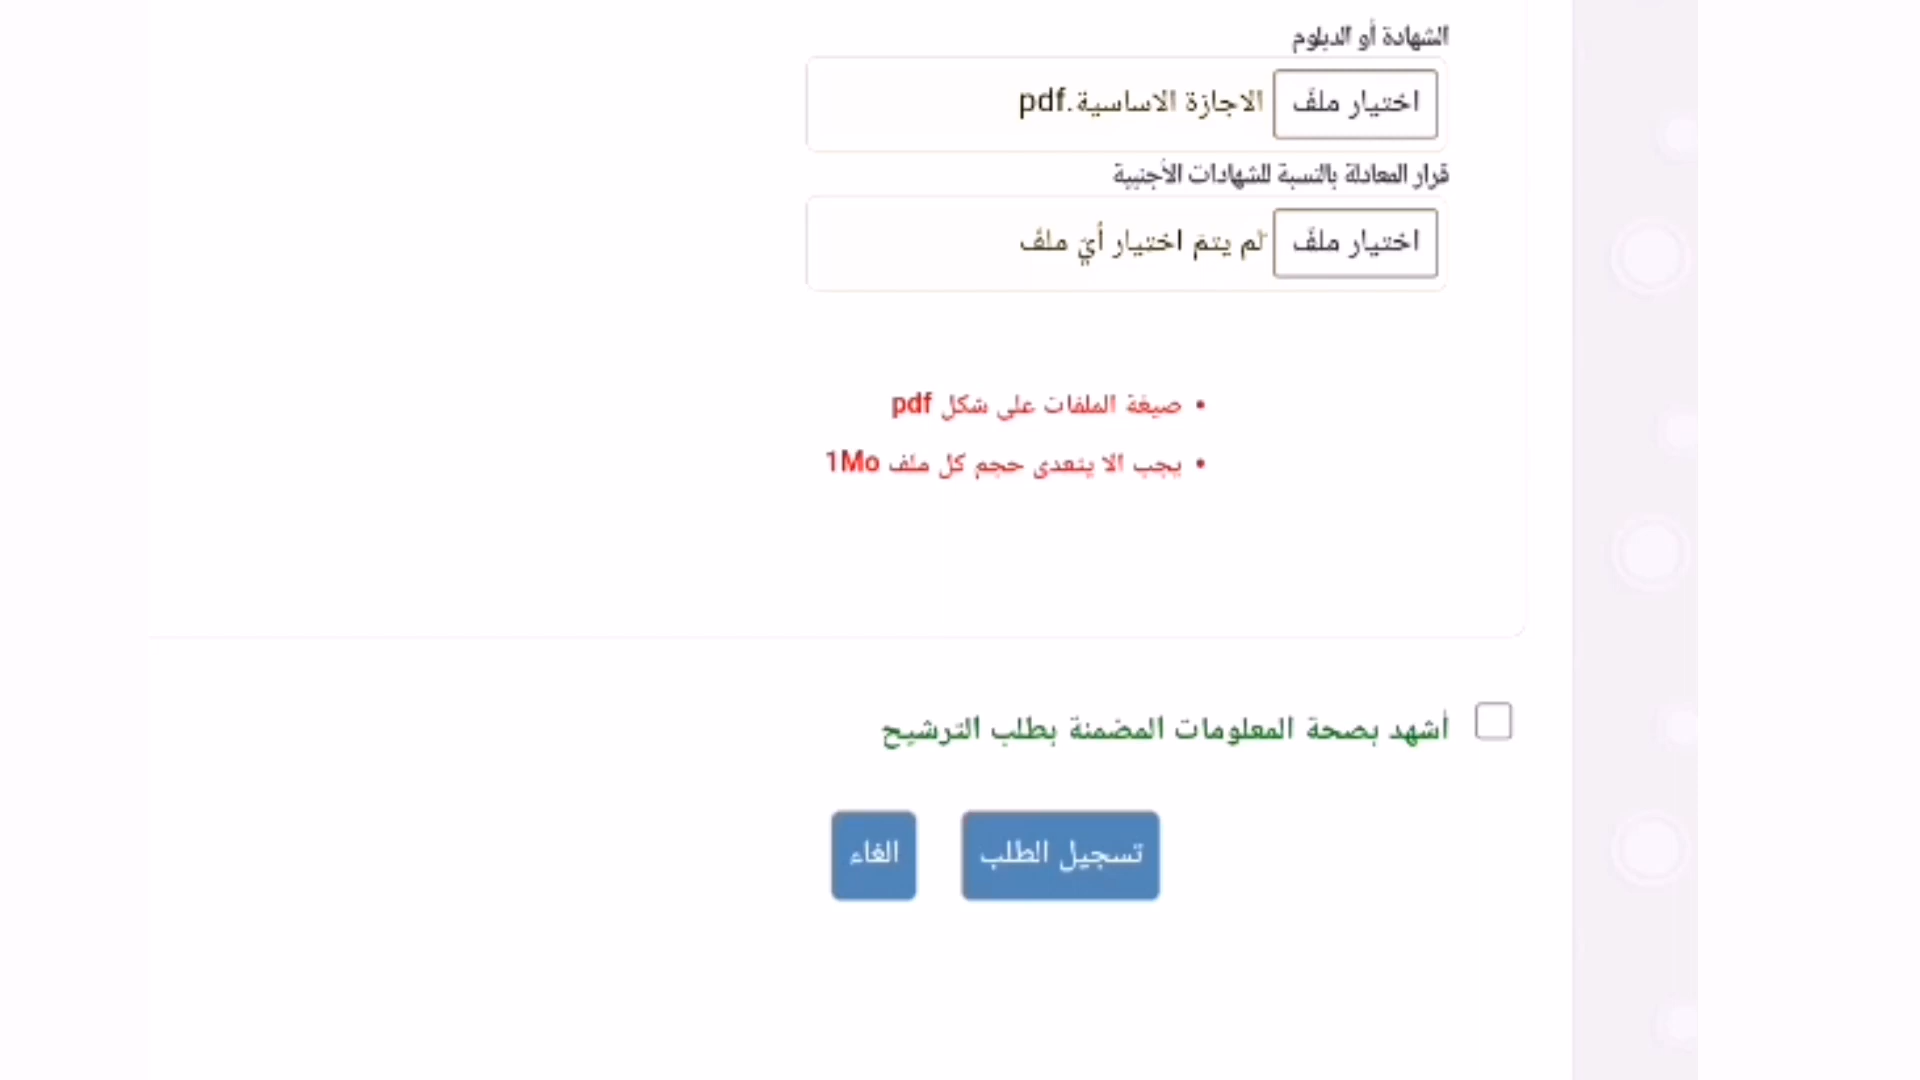 الشهادة أو الدبلوم
اختيار ملفّ الاجازة الاساسية.pdf
قرار المعادلة بالنسبة للشهادات الأجنبية
اختيار ملفّ لم يتمّ اختيار أيّ ملفّ
• صيغة الملفات على شكل pdf
• يجب الا يتعدى حجم كل ملف 1Mo
أشهد بصحة المعلومات المضمنة بطلب الترشيح
تسجيل الطلب الغاء